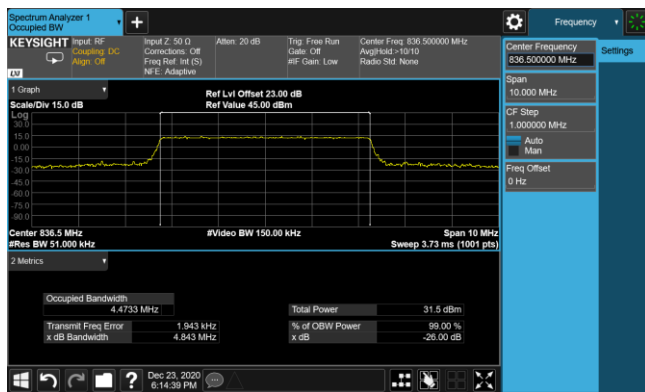 Spectrum Analyzer 1
Occupied BW
Frequency
KEYSIGHT
Input: RF
Coupling: DC
Align: Off
Input Z: 50 Ω
Corrections: Off
Freq Ref: Int (S)
NFE: Adaptive
Atten: 20 dB
Trig: Free Run
Gate: Off
#IF Gain: Low
Center Freq: 836.500000 MHz
Avg|Hold:>10/10
Radio Std: None
LXI
Center Frequency
836.500000 MHz
Settings
Span
10.000 MHz
CF Step
1.000000 MHz
Auto
Man
Freq Offset
0 Hz
1 Graph
Scale/Div 15.0 dB
Ref Lvl Offset 23.00 dB
Ref Value 45.00 dBm
Log
30.0
15.0
0.00
-15.0
-30.0
-45.0
-60.0
-75.0
-90.0
Center 836.5 MHz
#Video BW 150.00 kHz
Span 10 MHz
#Res BW 51.000 kHz
Sweep 3.73 ms (1001 pts)
2 Metrics
Occupied Bandwidth
4.4733 MHz
Total Power
31.5 dBm
Transmit Freq Error
1.943 kHz
% of OBW Power
99.00 %
x dB Bandwidth
4.843 MHz
x dB
-26.00 dB
Dec 23, 2020
6:14:39 PM